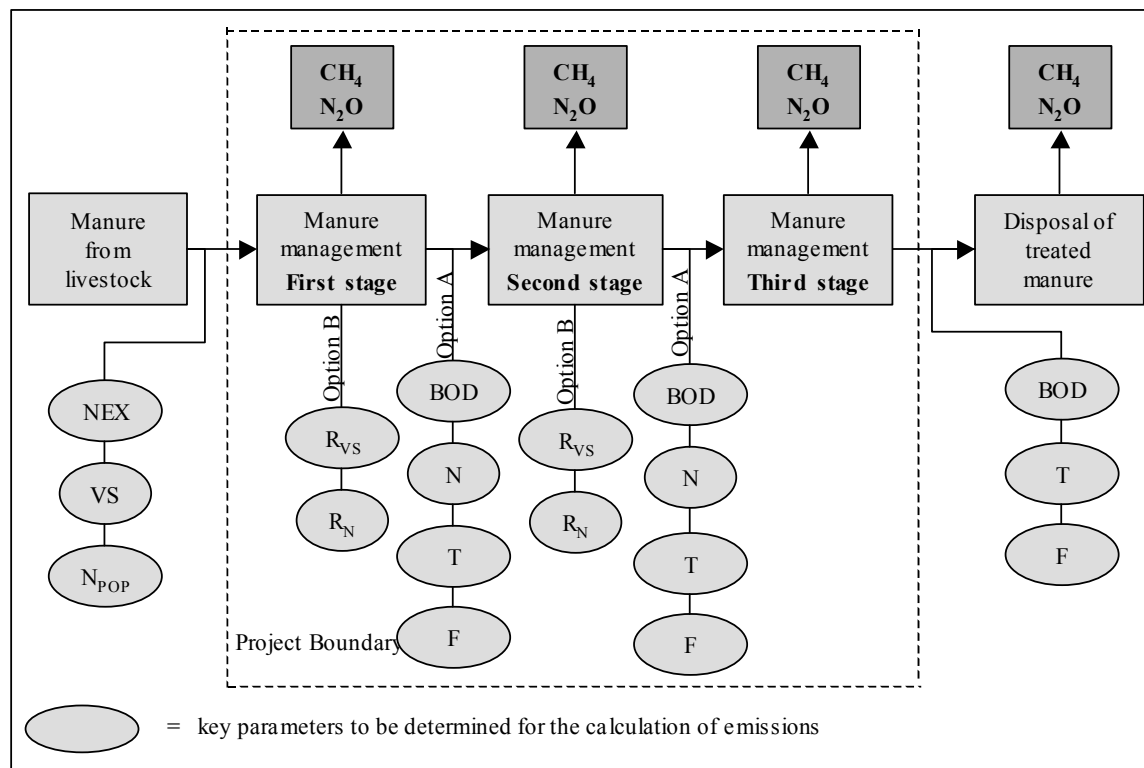 CH4
N2O
CH4
N2O
CH4
N2O
CH4
N2O
Manure
from
livestock
Manure
management
First stage
Manure
management
Second stage
Manure
management
Third stage
Disposal of
treated
manure
Option B
Option A
Option B
Option A
NEX
VS
NPOP
RVS
RN
BOD
N
T
F
RVS
RN
BOD
N
T
F
BOD
T
F
Project Boundary
= key parameters to be determined for the calculation of emissions